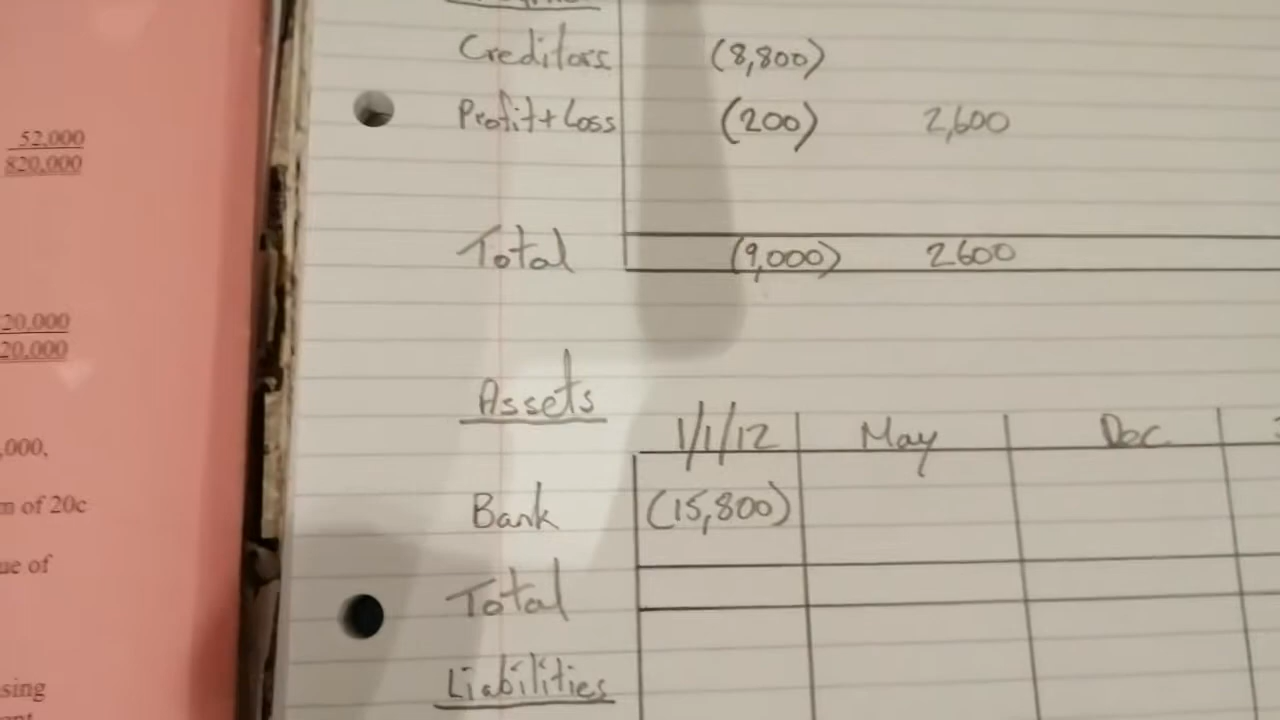 52,000
820,000
20,000
20,000
,000,
m of 20c
ue of
sing
Creditors (8,800)
Profit+Loss (200) 2,600
Total (9,000) 2600
Assets
1/1/12 May Dec
Bank (15,800)
Total
Liabilities